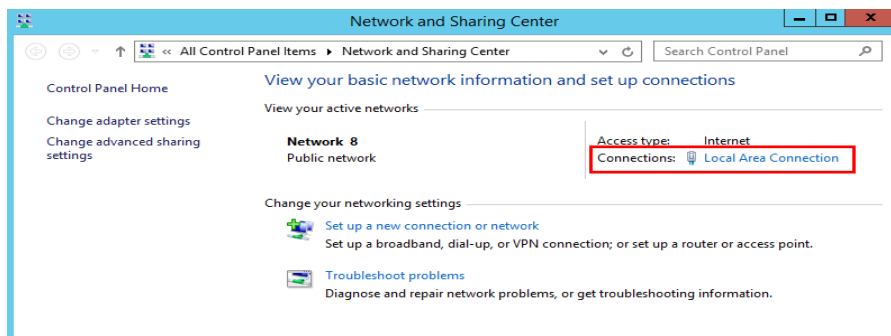 Network and Sharing Center
« All Control Panel Items Network and Sharing Center
Search Control Panel
Control Panel Home
Change adapter settings
Change advanced sharing
settings
View your basic network information and set up connections
View your active networks
Network 8
Public network
Access type: Internet
Connections: Local Area Connection
Change your networking settings
Set up a new connection or network
Set up a broadband, dial-up, or VPN connection; or set up a router or access point.
Troubleshoot problems
Diagnose and repair network problems, or get troubleshooting information.